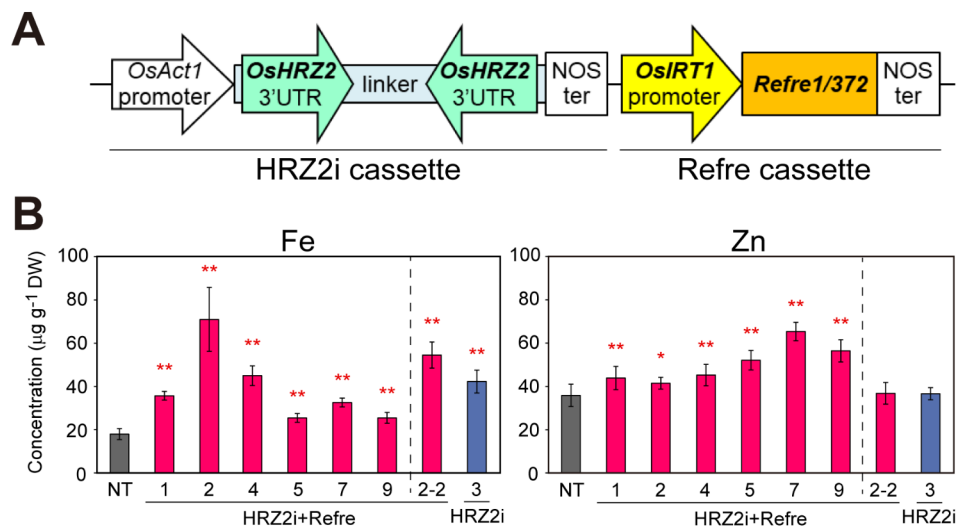 A
OsAct1
promoter
OsHRZ2
3'UTR
linker
OsHRZ2
3'UTR
NOS
ter
OsIRT1
promoter
Refre1/372
NOS
ter
HRZ2i cassette
Refre cassette
B
Fe
Zn
Concentration (µg g⁻¹ DW)
100
80
60
40
20
0
**
**
**
**
**
**
**
**
NT
1
2
4
5
7
9
2-2
3
HRZ2i+Refre
HRZ2i
100
80
60
40
20
0
**
*
**
**
**
**
NT
1
2
4
5
7
9
2-2
3
HRZ2i+Refre
HRZ2i